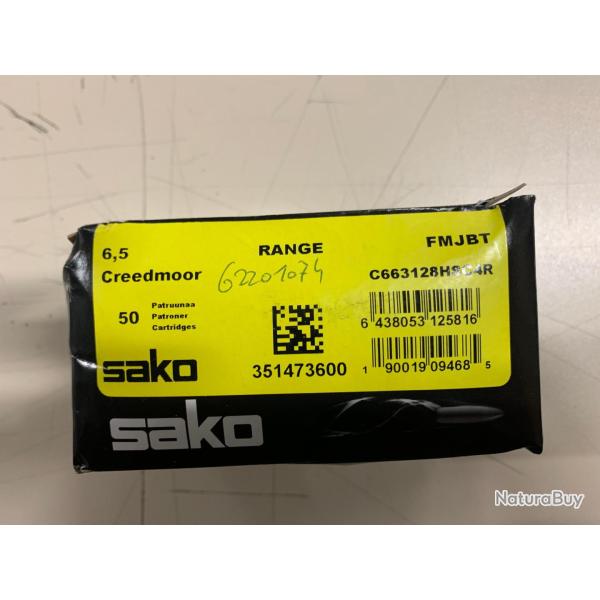 6,5
Creedmoor
RANGE
FMJBT
62201074
C663128HSC4R
50
Patruunaa
Patroner
Cartridges
6 438053 125816
sako
351473600
1 90019 09468 5
sako
NaturaBuy